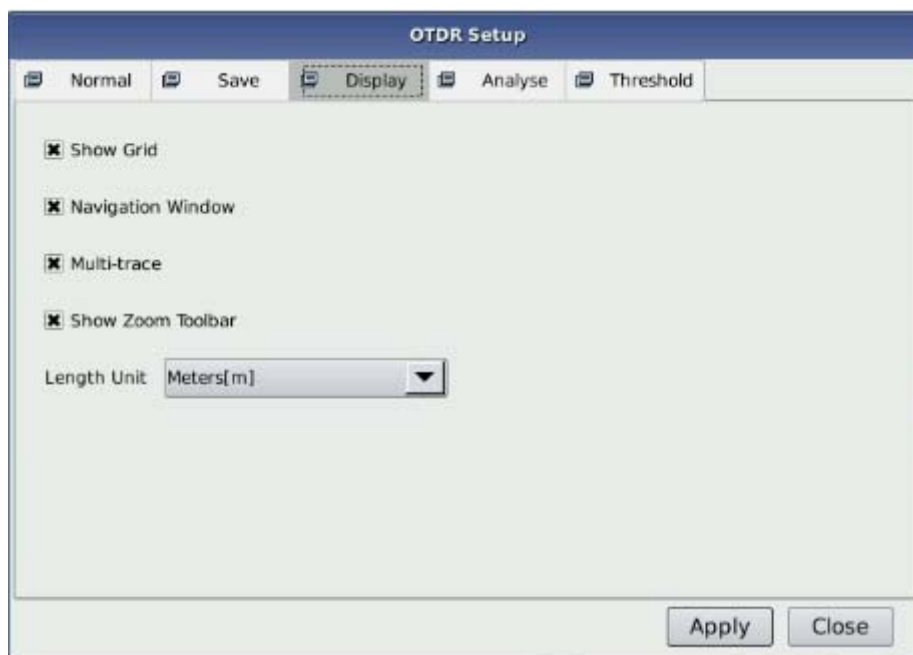 OTDR Setup
Normal Save Display Analyse Threshold
Show Grid
Navigation Window
Multi-trace
Show Zoom Toolbar
Length Unit Meters[m]
Apply Close